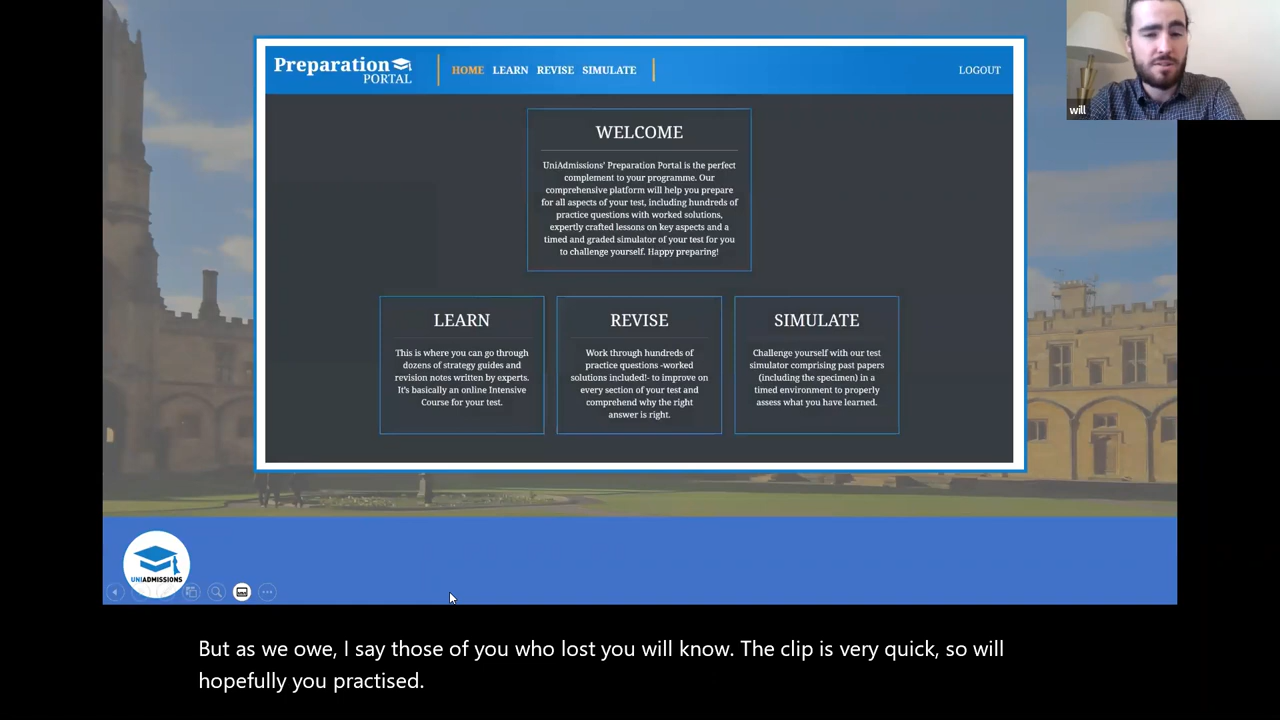 Preparation
PORTAL
HOME LEARN REVISE SIMULATE
LOGOUT
will
WELCOME
UniAdmissions' Preparation Portal is the perfect
complement to your programme. Our
comprehensive platform will help you prepare
for all aspects of your test, including hundreds of
practice questions with worked solutions,
expertly crafted lessons on key aspects and a
timed and graded simulator of your test for you
to challenge yourself. Happy preparing!
LEARN
This is where you can go through
dozens of strategy guides and
revision notes written by experts.
It's basically an online Intensive
Course for your test.
REVISE
Work through hundreds of
practice questions -worked
solutions included!- to improve on
every section of your test and
comprehend why the right
answer is right.
SIMULATE
Challenge yourself with our test
simulator comprising past papers
(including the specimen) in a
timed environment to properly
assess what you have learned.
UNIADMISSIONS
But as we owe, I say those of you who lost you will know. The clip is very quick, so will
hopefully you practised.